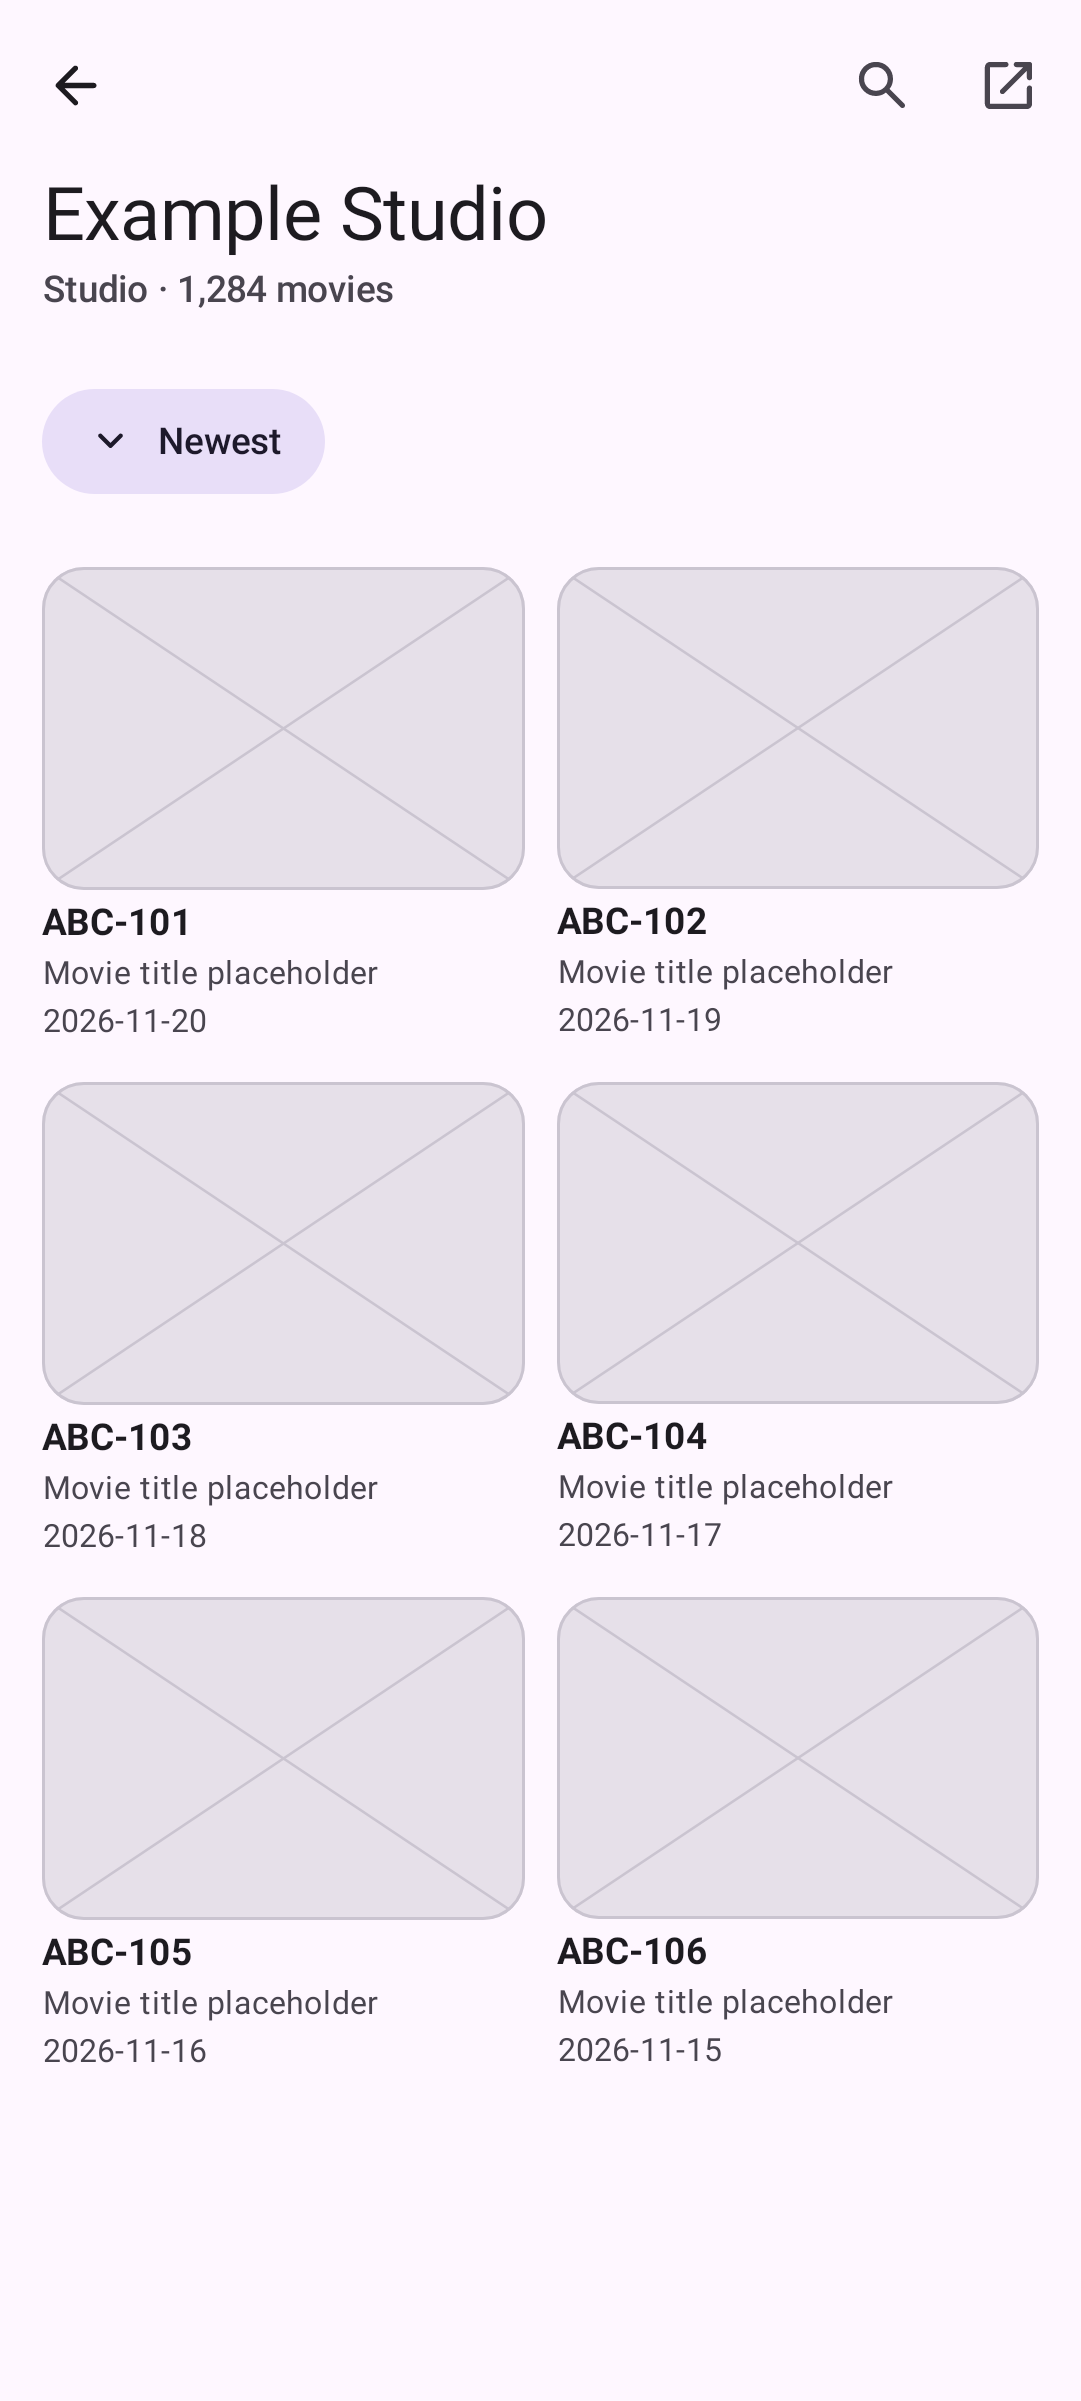 Example Studio
Studio · 1,284 movies
Newest
ABC-101
Movie title placeholder
2026-11-20
ABC-102
Movie title placeholder
2026-11-19
ABC-103
Movie title placeholder
2026-11-18
ABC-104
Movie title placeholder
2026-11-17
ABC-105
Movie title placeholder
2026-11-16
ABC-106
Movie title placeholder
2026-11-15